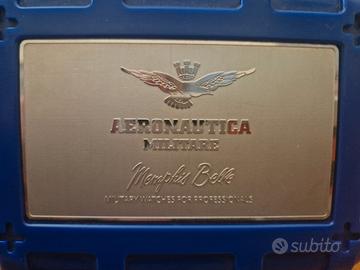 AERONAUTICA
MILITARE
Memphis Belle
MILITARY WATCHES FOR PROFESSIONALS
subito